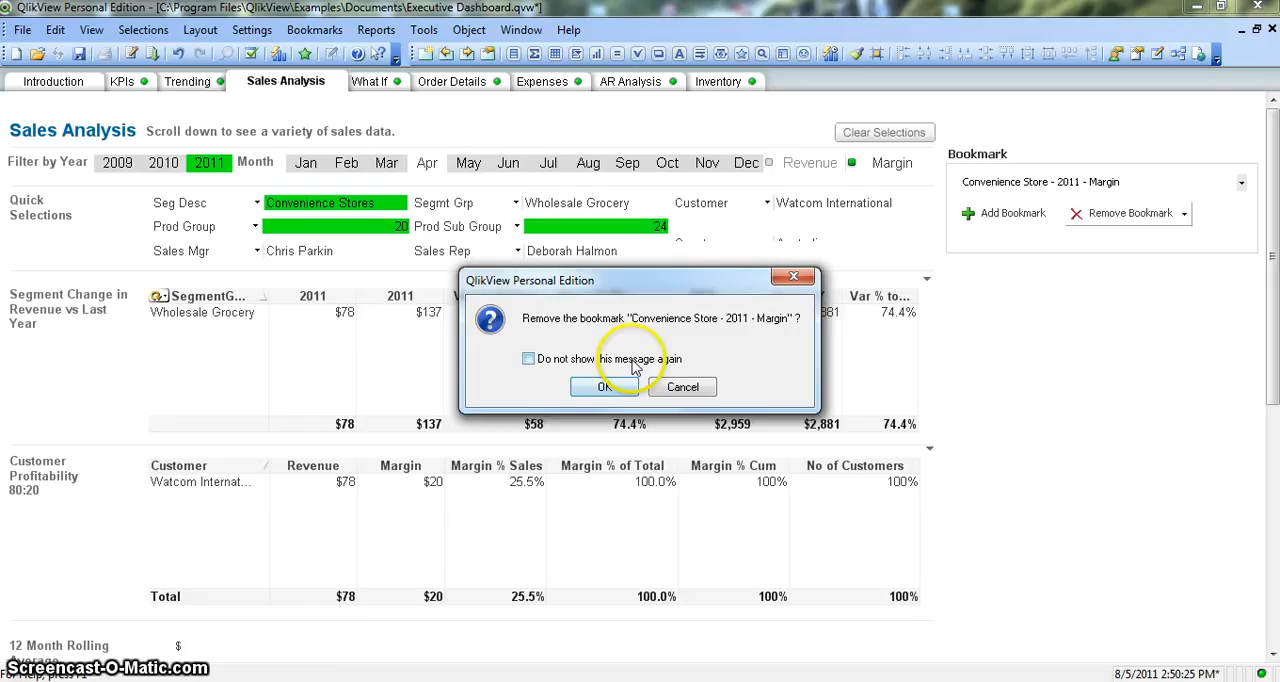 QlikView Personal Edition - [C:\Program Files\QlikView\Examples\Documents\Executive Dashboard.qvw*]
File Edit View Selections Layout Settings Bookmarks Reports Tools Object Window Help
Introduction KPIs Trending Sales Analysis What If Order Details Expenses AR Analysis Inventory
Sales Analysis Scroll down to see a variety of sales data. Clear Selections
Bookmark
Filter by Year 2009 2010 2011 Month Jan Feb Mar Apr May Jun Jul Aug Sep Oct Nov Dec Revenue Margin
Convenience Store - 2011 - Margin
Add Bookmark Remove Bookmark
Quick Selections
Seg Desc Convenience Stores Segmt Grp Wholesale Grocery Customer Watcom International
Prod Group 20 Prod Sub Group 24
Sales Mgr Chris Parkin Sales Rep Deborah Halmon
QlikView Personal Edition
Remove the bookmark "Convenience Store - 2011 - Margin" ?
Do not show this message again
OK Cancel
Segment Change in Revenue vs Last Year
SegmentG... 2011 2011 Var % to...
Wholesale Grocery $78 $137 74.4%
$78 $137 $58 74.4% $2,959 $2,881 74.4%
Customer Profitability 80:20
Customer Revenue Margin Margin % Sales Margin % of Total Margin % Cum No of Customers
Watcom Internat... $78 $20 25.5% 100.0% 100% 100%
Total $78 $20 25.5% 100.0% 100% 100%
12 Month Rolling $
Screencast-O-Matic.com
8/5/2011 2:50:25 PM*